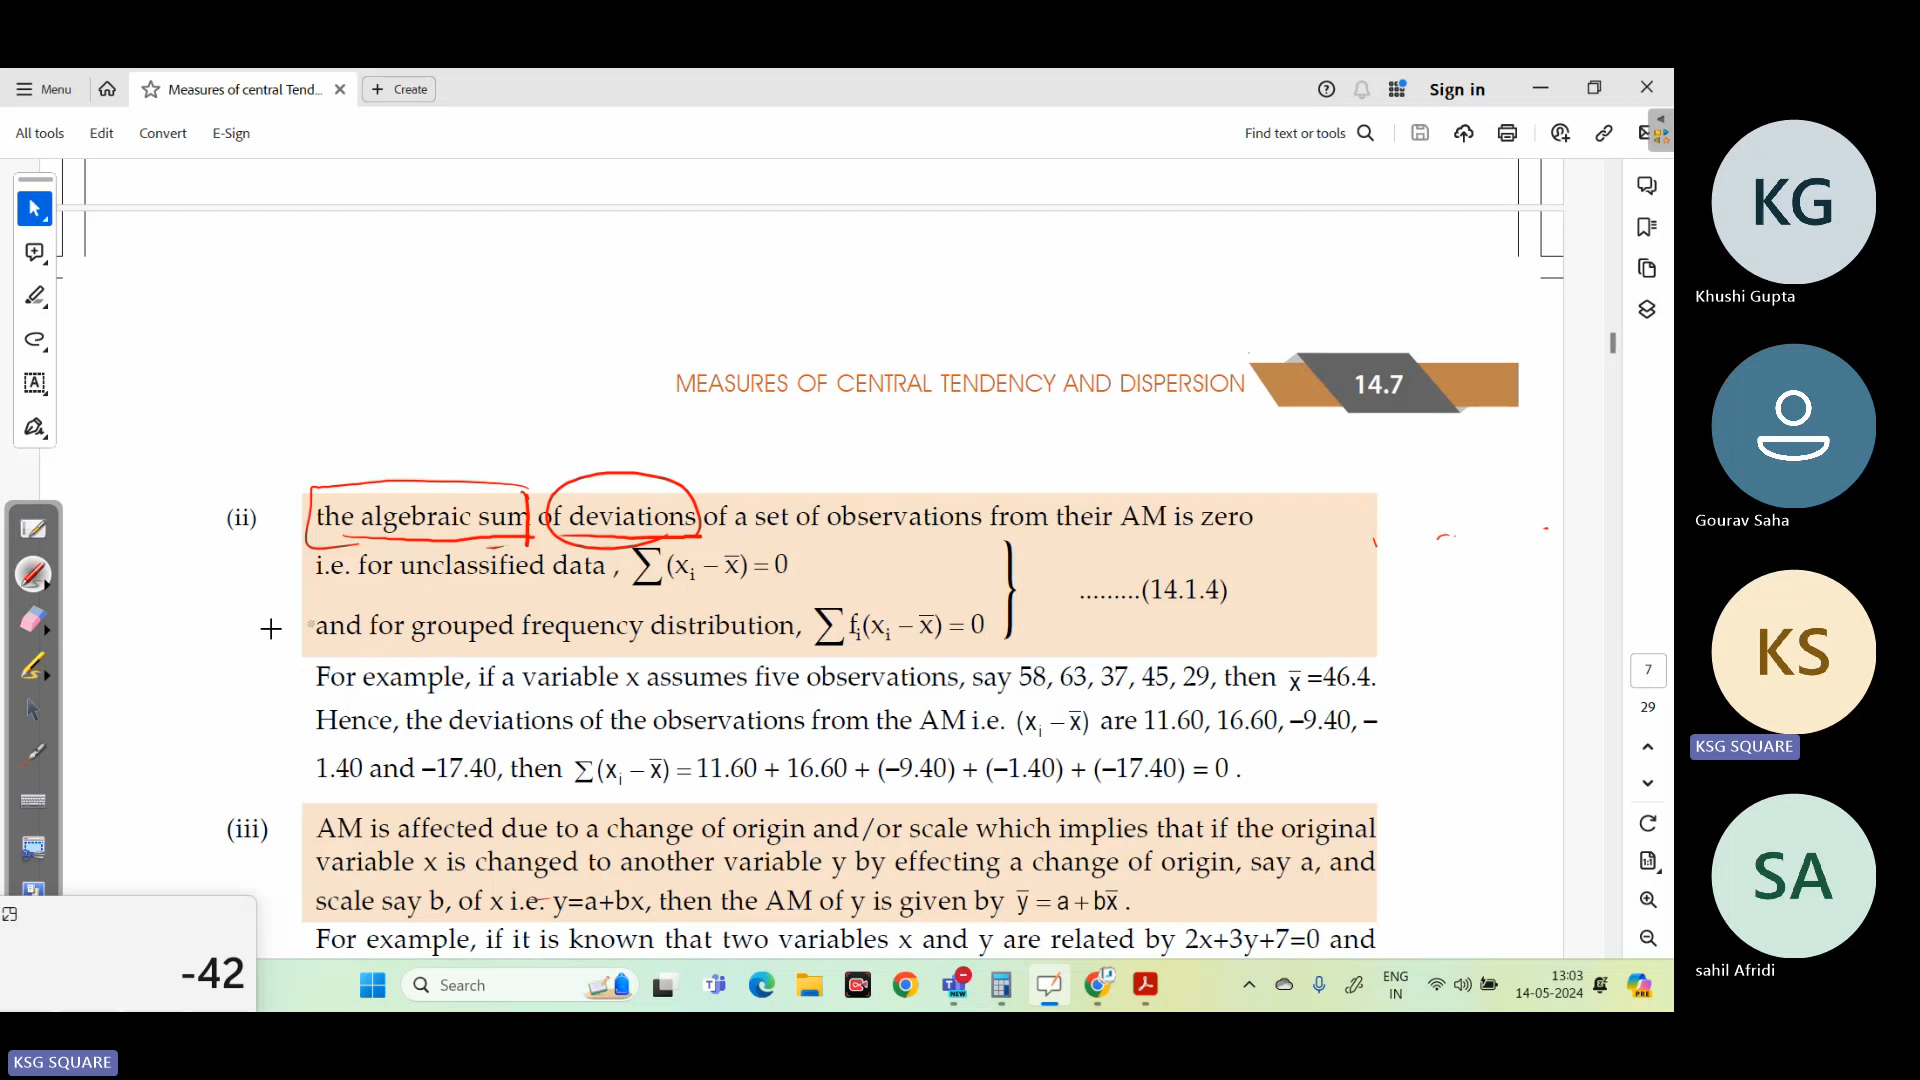 Menu
Measures of central Tend...
Create
Sign in
All tools
Edit
Convert
E-Sign
Find text or tools
MEASURES OF CENTRAL TENDENCY AND DISPERSION
14.7
(ii) the algebraic sum of deviations of a set of observations from their AM is zero
i.e. for unclassified data , ∑(xᵢ – x̅) = 0
.........(14.1.4)
and for grouped frequency distribution, ∑fᵢ(xᵢ – x̅) = 0
For example, if a variable x assumes five observations, say 58, 63, 37, 45, 29, then x̅ =46.4.
Hence, the deviations of the observations from the AM i.e. (xᵢ – x̅) are 11.60, 16.60, –9.40, –
1.40 and –17.40, then ∑(xᵢ – x̅) = 11.60 + 16.60 + (–9.40) + (–1.40) + (–17.40) = 0 .
(iii) AM is affected due to a change of origin and/or scale which implies that if the original
variable x is changed to another variable y by effecting a change of origin, say a, and
scale say b, of x i.e. y=a+bx, then the AM of y is given by y̅ = a + bx̅ .
For example, if it is known that two variables x and y are related by 2x+3y+7=0 and
7
29
-42
Search
NEW
ENG
IN
13:03
14-05-2024
PRE
KG
Khushi Gupta
Gourav Saha
KS
KSG SQUARE
SA
sahil Afridi
KSG SQUARE